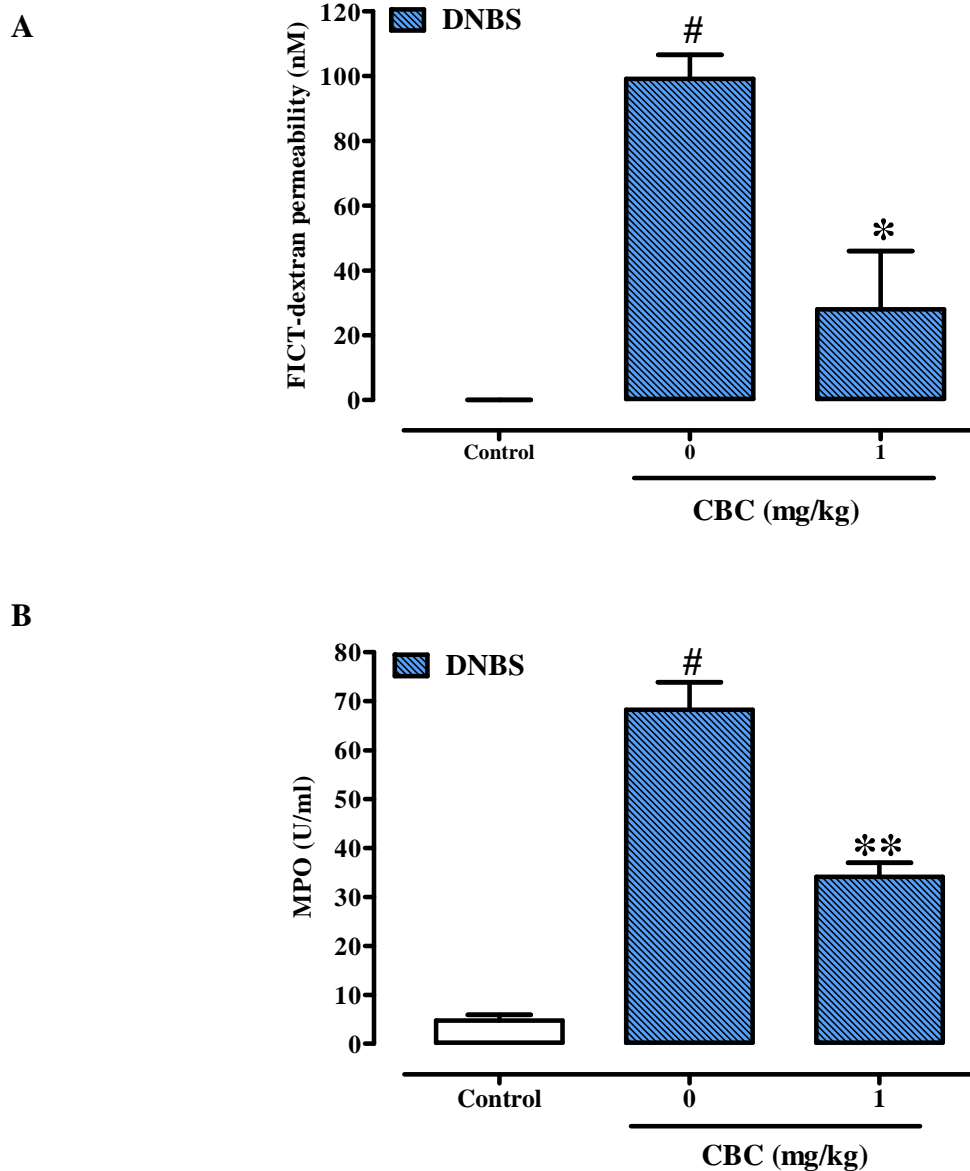 A
FICT-dextran permeability (nM)
120
100
80
60
40
20
0
DNBS
#
*
Control
0
1
CBC (mg/kg)
B
MPO (U/ml)
80
70
60
50
40
30
20
10
0
DNBS
#
**
Control
0
1
CBC (mg/kg)